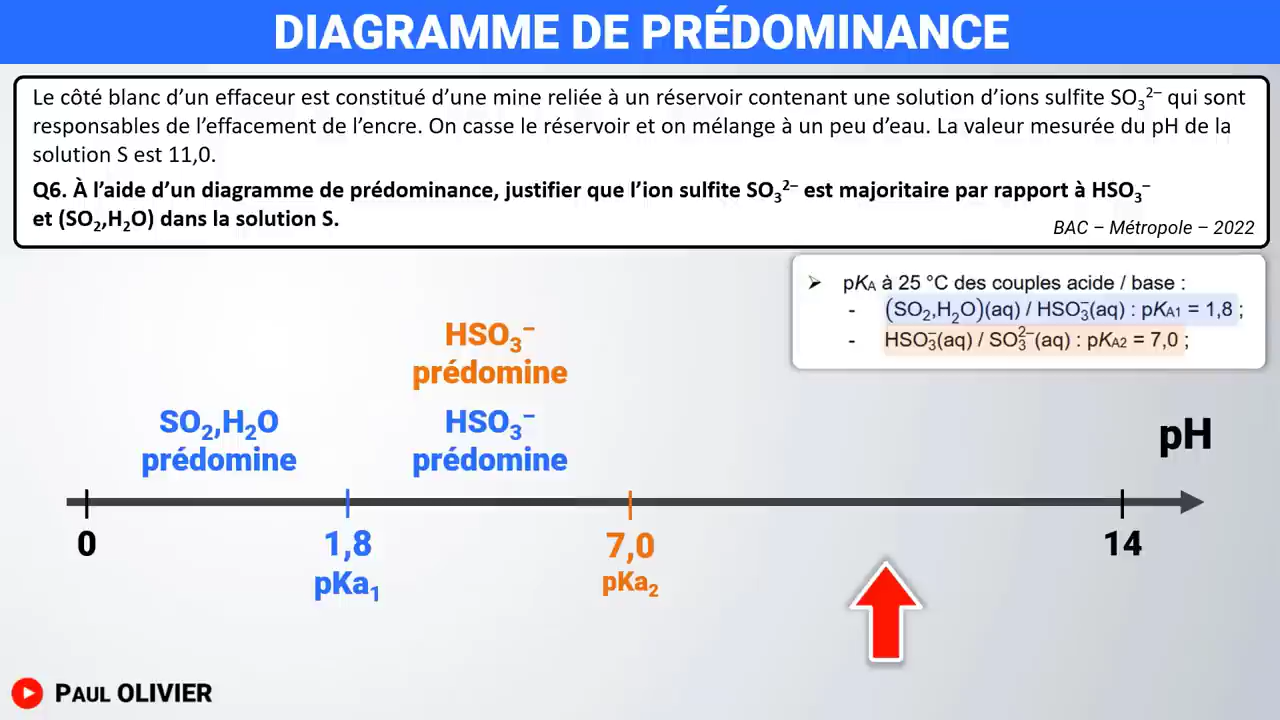 DIAGRAMME DE PRÉDOMINANCE
Le côté blanc d’un effaceur est constitué d’une mine reliée à un réservoir contenant une solution d’ions sulfite SO₃²⁻ qui sont
responsables de l’effacement de l’encre. On casse le réservoir et on mélange à un peu d’eau. La valeur mesurée du pH de la
solution S est 11,0.
Q6. À l’aide d’un diagramme de prédominance, justifier que l’ion sulfite SO₃²⁻ est majoritaire par rapport à HSO₃⁻
et (SO₂,H₂O) dans la solution S.
BAC – Métropole – 2022
➢ pKA à 25 °C des couples acide / base :
- (SO₂,H₂O)(aq) / HSO₃⁻(aq) : pKA1 = 1,8 ;
- HSO₃⁻(aq) / SO₃²⁻(aq) : pKA2 = 7,0 ;
HSO₃⁻
prédomine
SO₂,H₂O
prédomine
HSO₃⁻
prédomine
pH
0
1,8
7,0
14
pKa₁
pKa₂
PAUL OLIVIER